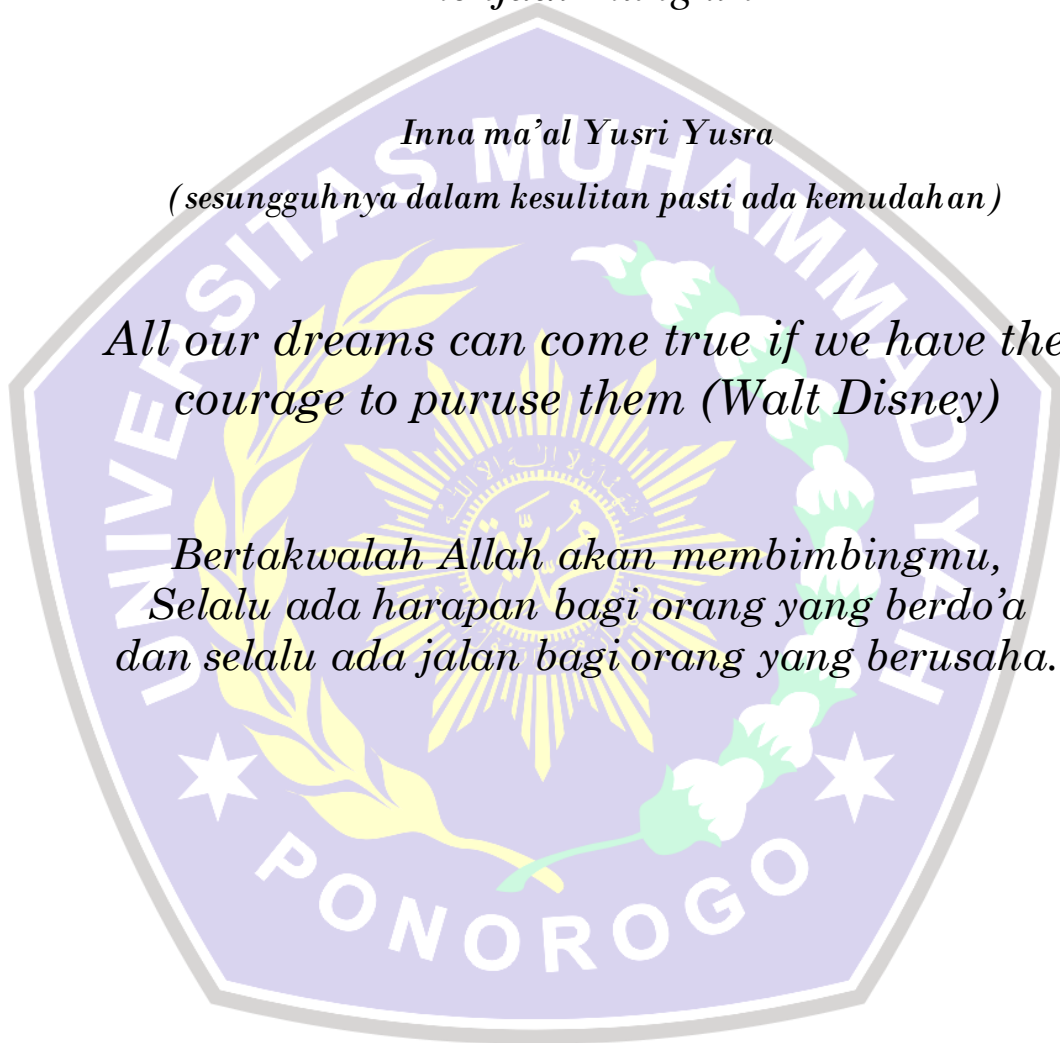 Inna ma’al Yusri Yusra
(sesungguhnya dalam kesulitan pasti ada kemudahan)
All our dreams can come true if we have the
courage to puruse them (Walt Disney)
Bertakwalah Allah akan membimbingmu,
Selalu ada harapan bagi orang yang berdo’a
dan selalu ada jalan bagi orang yang berusaha.
UNIVERSITAS MUHAMMADIYAH
PONOROGO